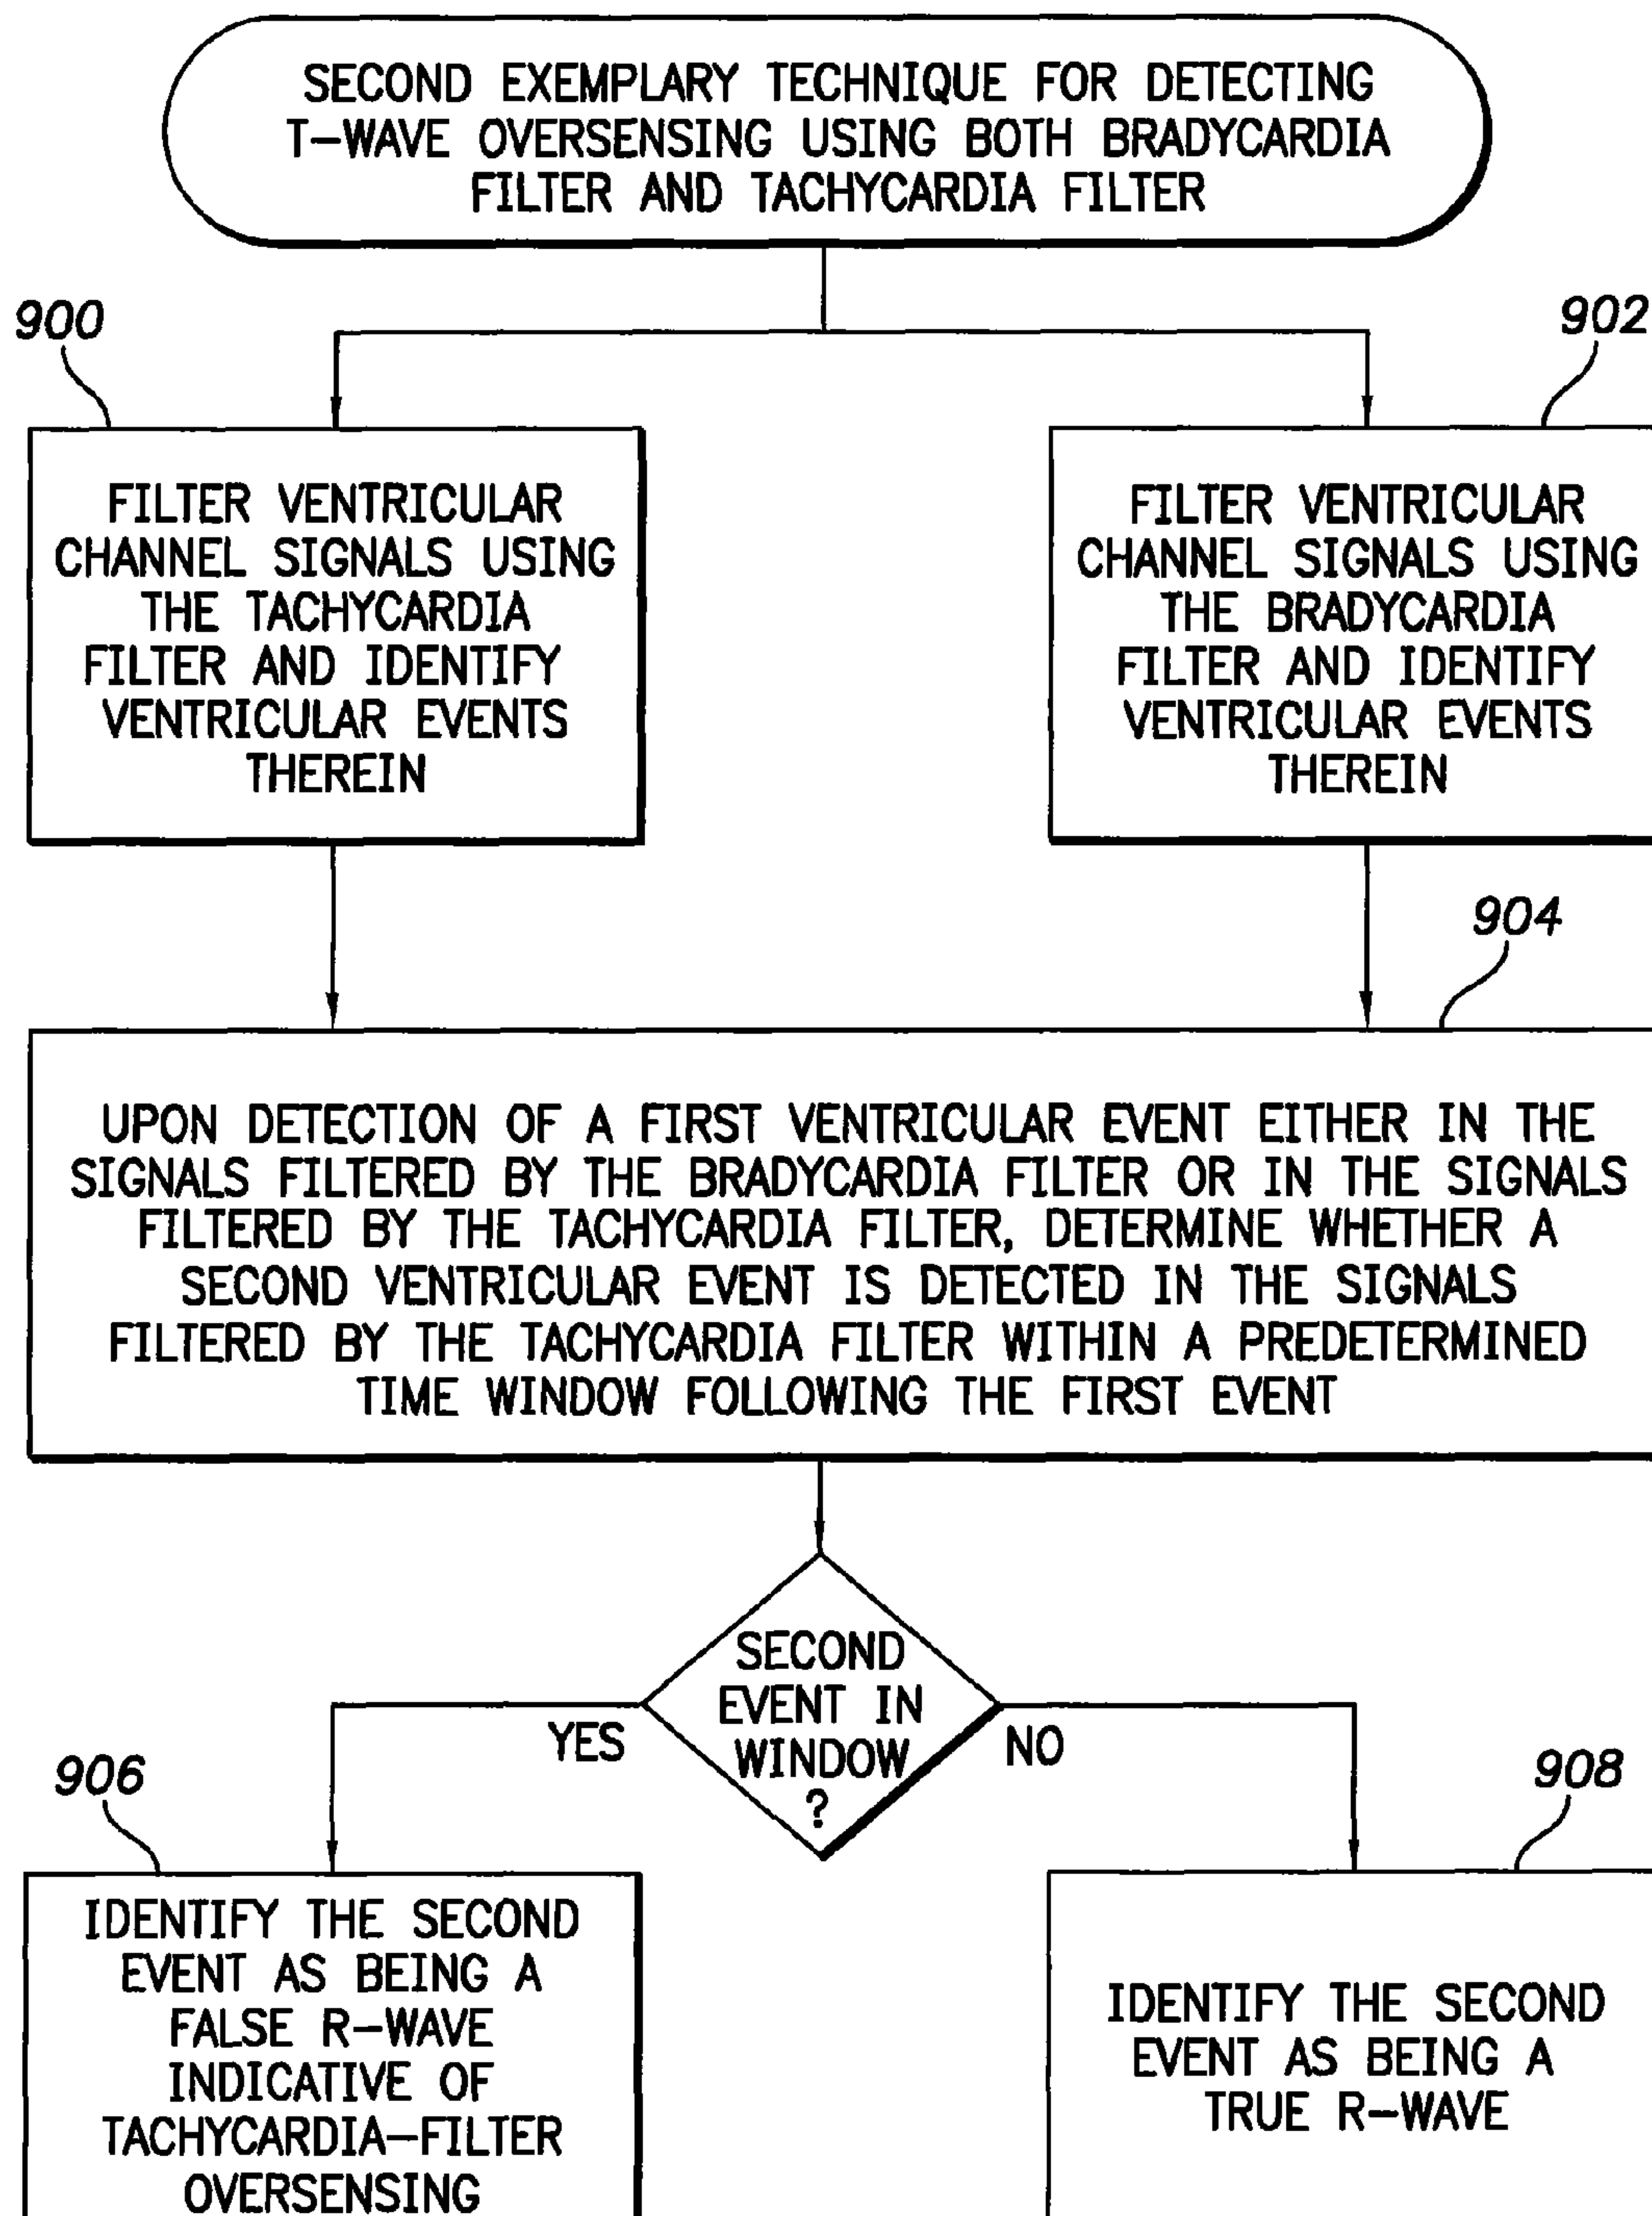 SECOND EXEMPLARY TECHNIQUE FOR DETECTING
T-WAVE OVERSENSING USING BOTH BRADYCARDIA
FILTER AND TACHYCARDIA FILTER
900
902
FILTER VENTRICULAR
CHANNEL SIGNALS USING
THE TACHYCARDIA
FILTER AND IDENTIFY
VENTRICULAR EVENTS
THEREIN
FILTER VENTRICULAR
CHANNEL SIGNALS USING
THE BRADYCARDIA
FILTER AND IDENTIFY
VENTRICULAR EVENTS
THEREIN
904
UPON DETECTION OF A FIRST VENTRICULAR EVENT EITHER IN THE
SIGNALS FILTERED BY THE BRADYCARDIA FILTER OR IN THE SIGNALS
FILTERED BY THE TACHYCARDIA FILTER, DETERMINE WHETHER A
SECOND VENTRICULAR EVENT IS DETECTED IN THE SIGNALS
FILTERED BY THE TACHYCARDIA FILTER WITHIN A PREDETERMINED
TIME WINDOW FOLLOWING THE FIRST EVENT
SECOND
EVENT IN
WINDOW
?
YES
NO
906
908
IDENTIFY THE SECOND
EVENT AS BEING A
FALSE R-WAVE
INDICATIVE OF
TACHYCARDIA-FILTER
OVERSENSING
IDENTIFY THE SECOND
EVENT AS BEING A
TRUE R-WAVE